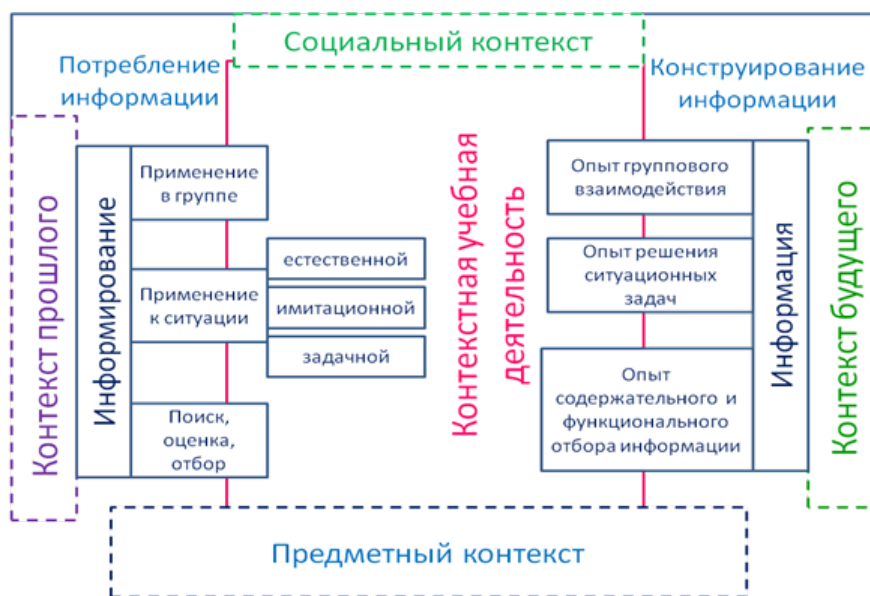 Социальный контекст
Потребление
информации
Конструирование
информации
Контекст прошлого
Информирование
Применение
в группе
Применение
к ситуации
естественной
имитационной
задачной
Поиск,
оценка,
отбор
Контекстная учебная
деятельность
Опыт группового
взаимодействия
Опыт решения
ситуационных
задач
Опыт
содержательного и
функционального
отбора информации
Информация
Контекст будущего
Предметный контекст